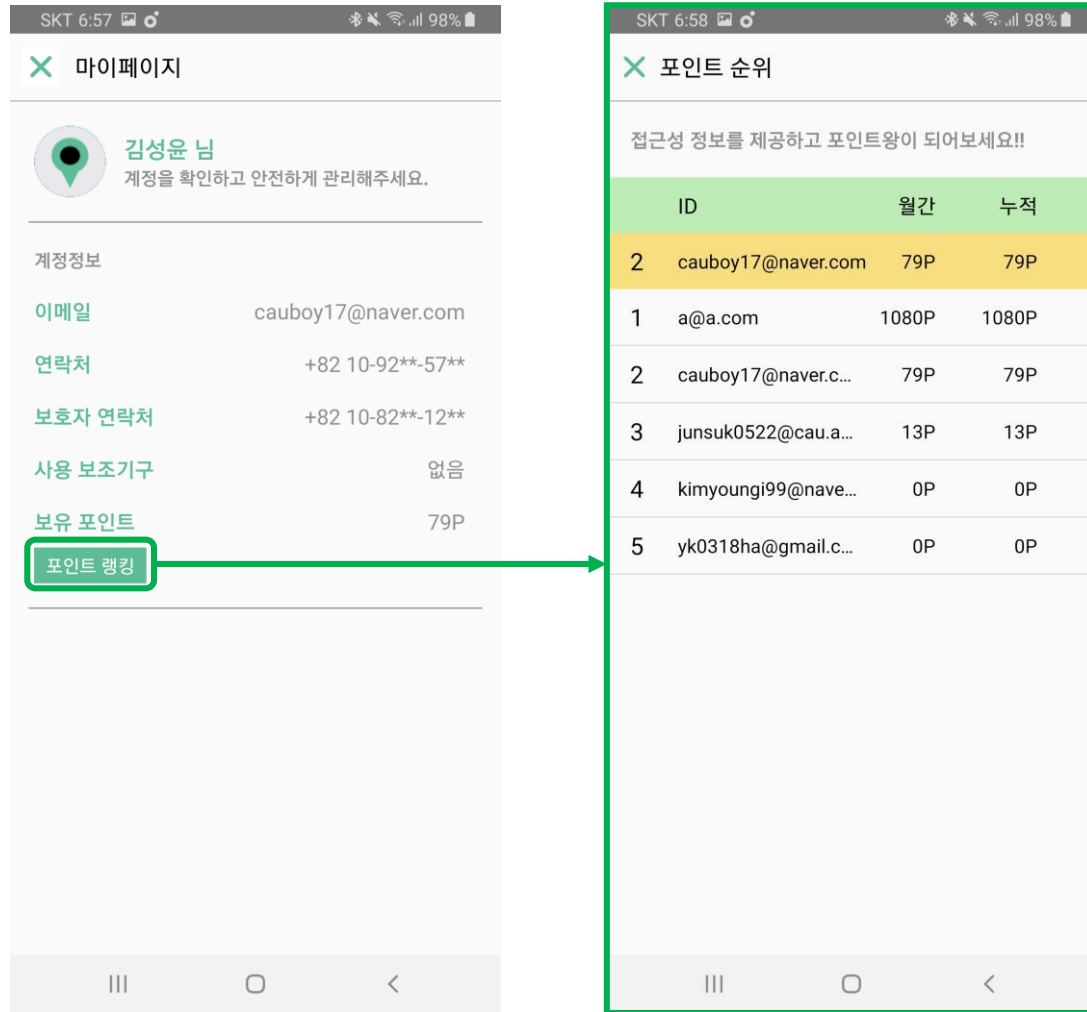 SKT 6:57 98%
마이페이지
김성윤 님
계정을 확인하고 안전하게 관리해주세요.
계정정보
이메일 cauboy17@naver.com
연락처 +82 10-92**-57**
보호자 연락처 +82 10-82**-12**
사용 보조기구 없음
보유 포인트 79P
포인트 랭킹
SKT 6:58 98%
포인트 순위
접근성 정보를 제공하고 포인트왕이 되어보세요!!
ID 월간 누적
2 cauboy17@naver.com 79P 79P
1 a@a.com 1080P 1080P
2 cauboy17@naver.c... 79P 79P
3 junsuk0522@cau.a... 13P 13P
4 kimyoungi99@nave... 0P 0P
5 yk0318ha@gmail.c... 0P 0P